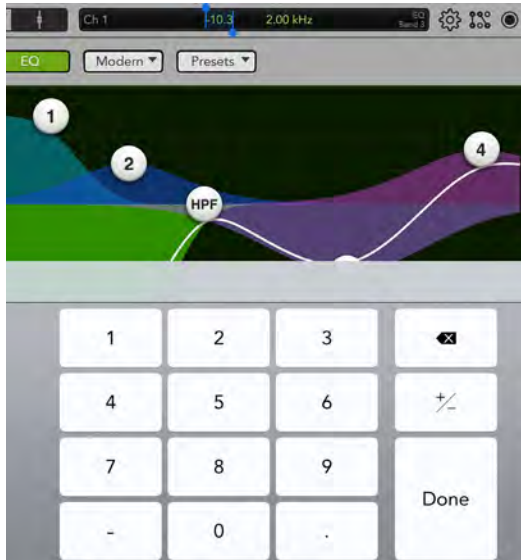 Ch 1 -10.3 2.00 kHz EQ
Band 3
EQ Modern Presets
1
2
4
HPF
1 2 3
4 5 6 +/-
7 8 9
Done
- 0 .